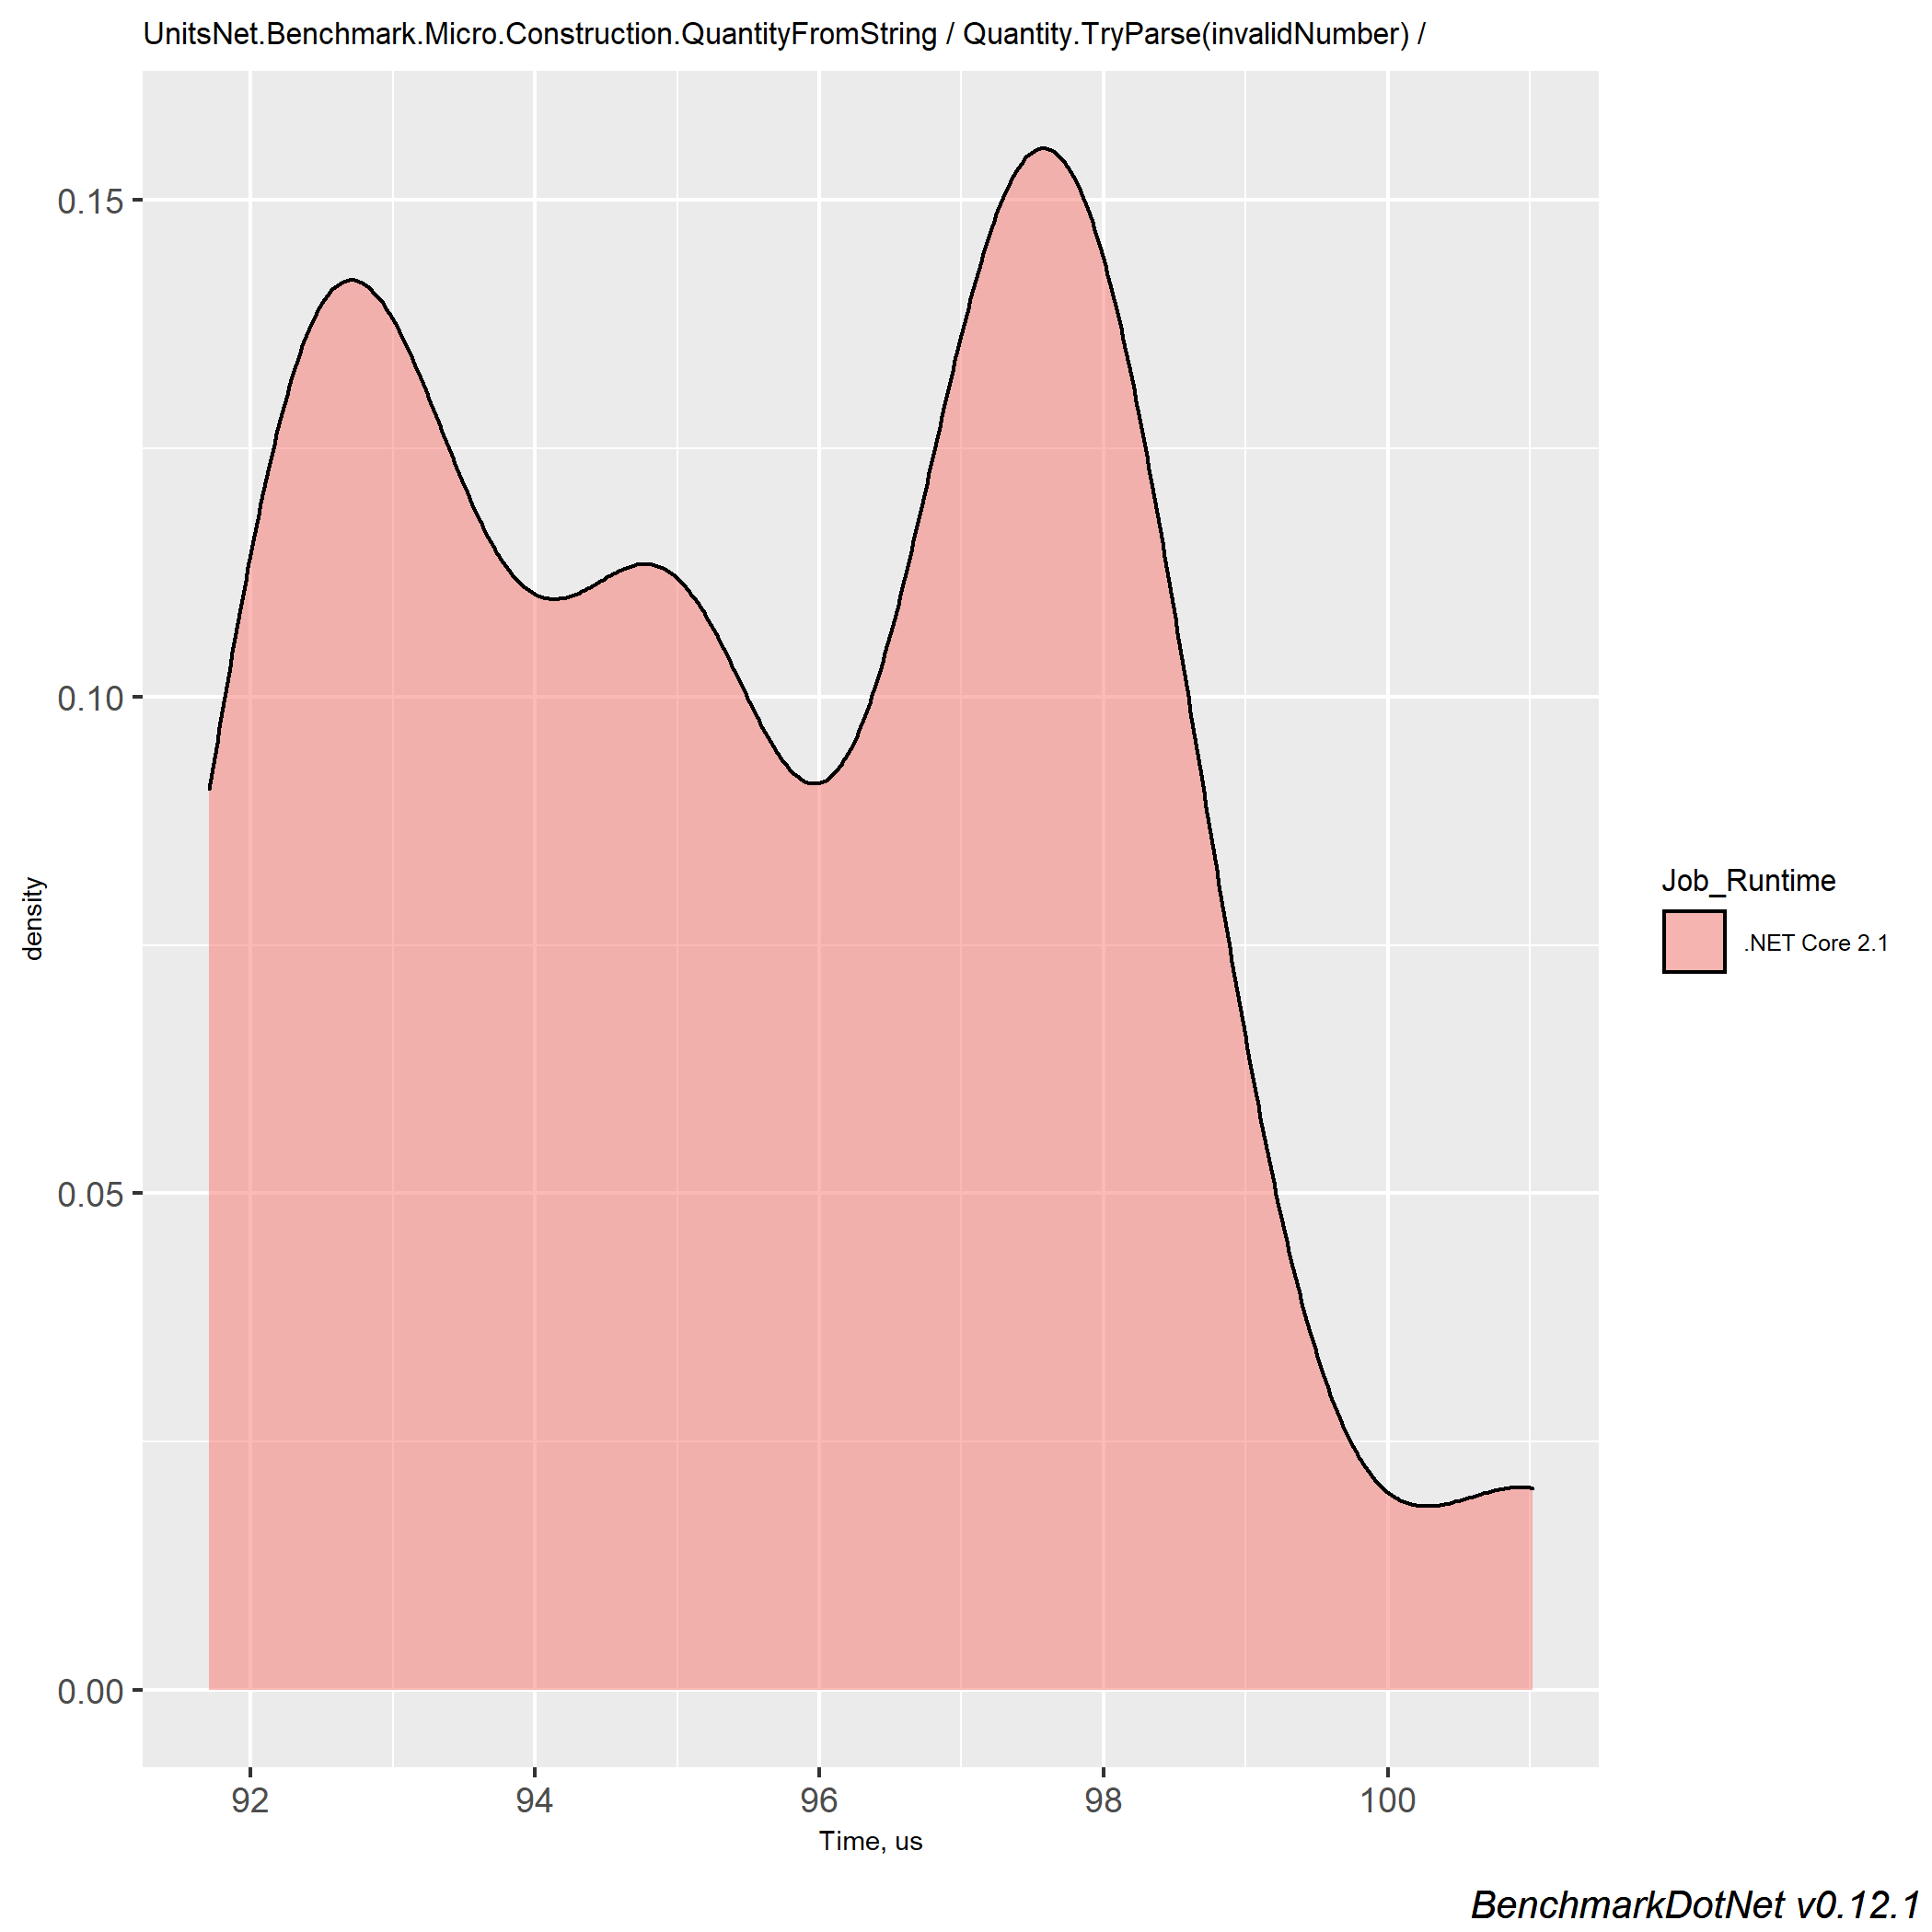 UnitsNet.Benchmark.Micro.Construction.QuantityFromString / Quantity.TryParse(invalidNumber) /
0.15
0.10
0.05
0.00
density
92 94 96 98 100
Time, us
Job_Runtime
.NET Core 2.1
BenchmarkDotNet v0.12.1